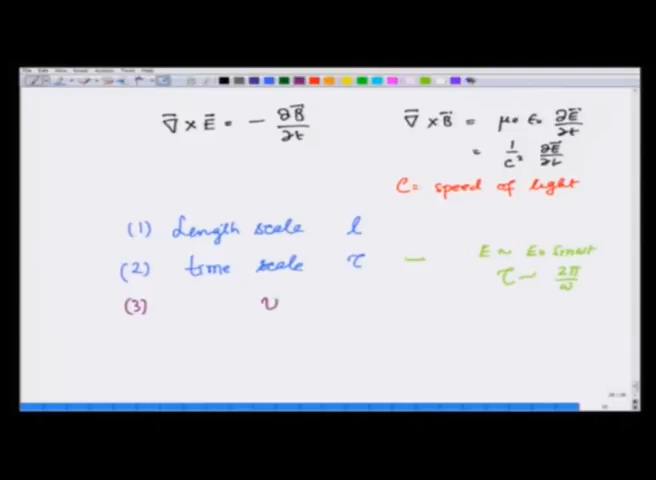 ∇⃗ × E⃗ = − ∂B⃗/∂t
∇⃗ × B⃗ = μ₀ ε₀ ∂E⃗/∂t
= 1/c² ∂E⃗/∂t
C = speed of light
(1) Length scale l
(2) time scale τ — E ~ E₀ sinωt
τ ~ 2π/ω
(3) v